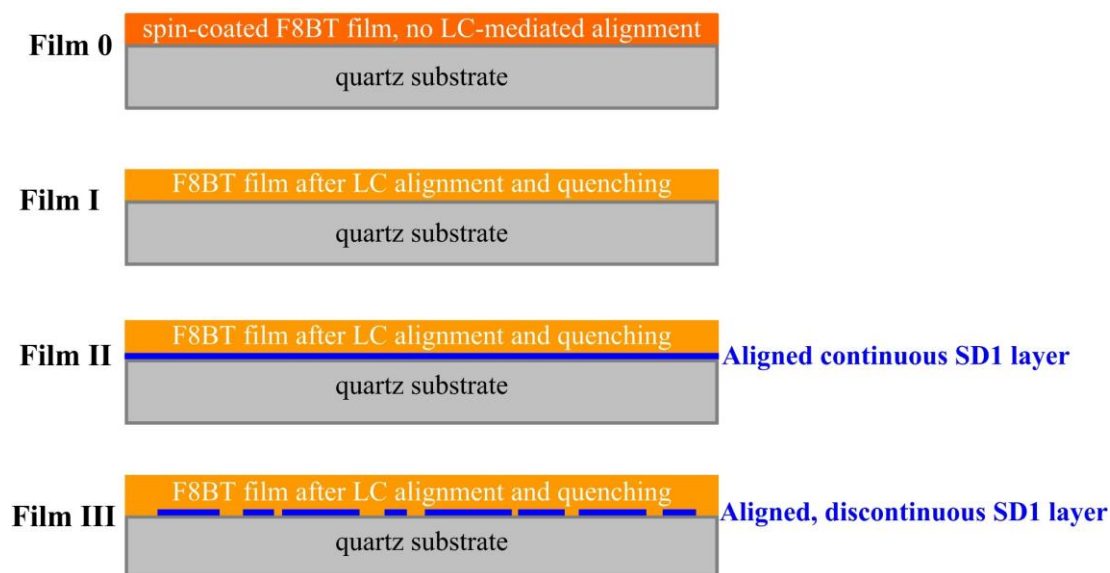 Film 0
spin-coated F8BT film, no LC-mediated alignment
quartz substrate
Film I
F8BT film after LC alignment and quenching
quartz substrate
Film II
F8BT film after LC alignment and quenching
Aligned continuous SD1 layer
quartz substrate
Film III
F8BT film after LC alignment and quenching
Aligned, discontinuous SD1 layer
quartz substrate